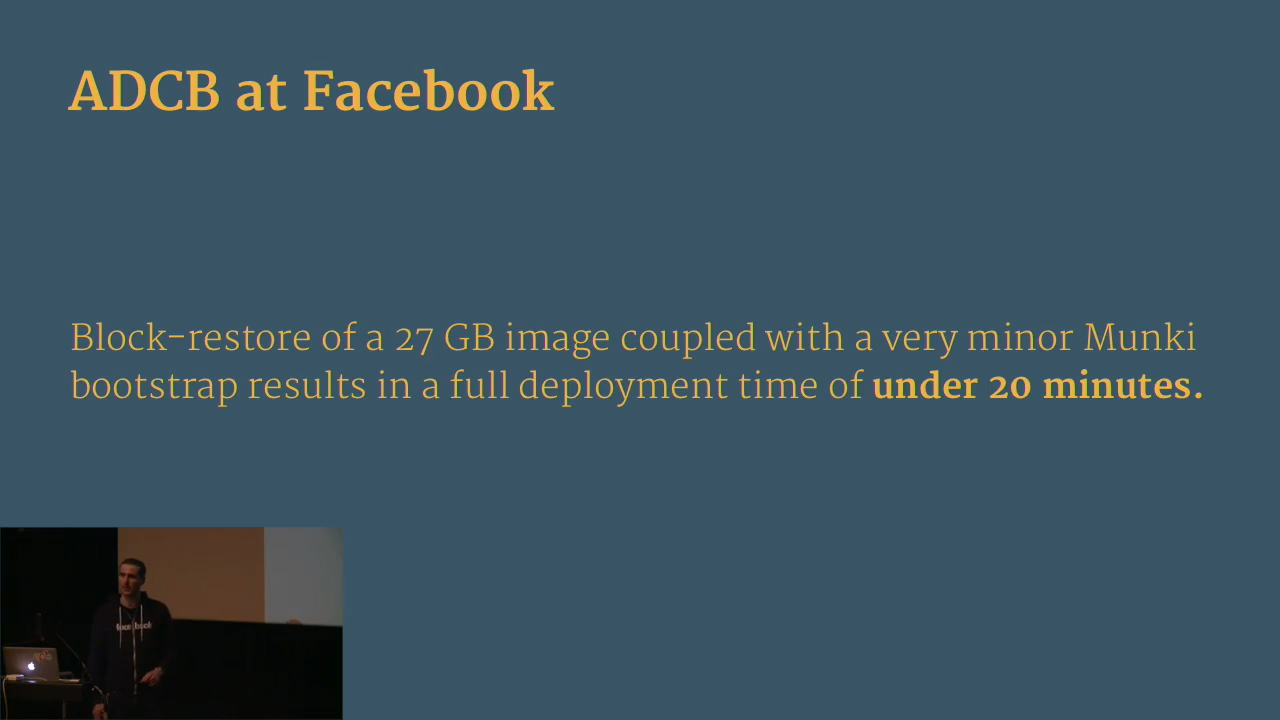 ADCB at Facebook
Block-restore of a 27 GB image coupled with a very minor Munki
bootstrap results in a full deployment time of under 20 minutes.